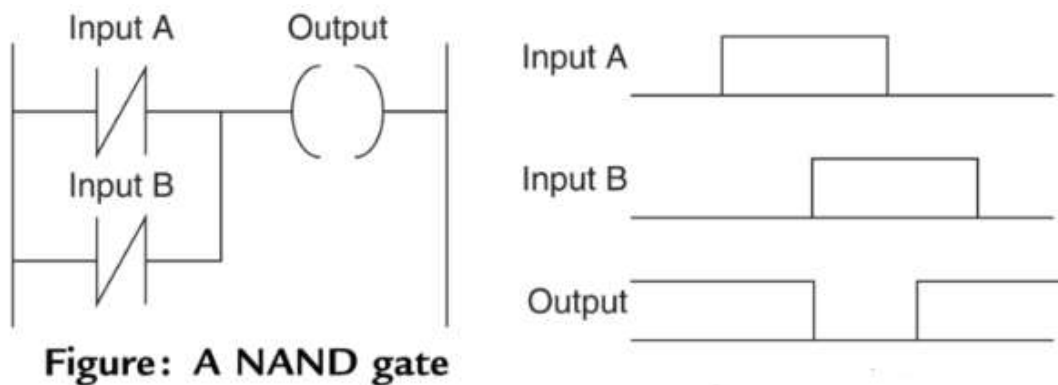 Input A
Output
Input B
Figure: A NAND gate
Input A
Input B
Output